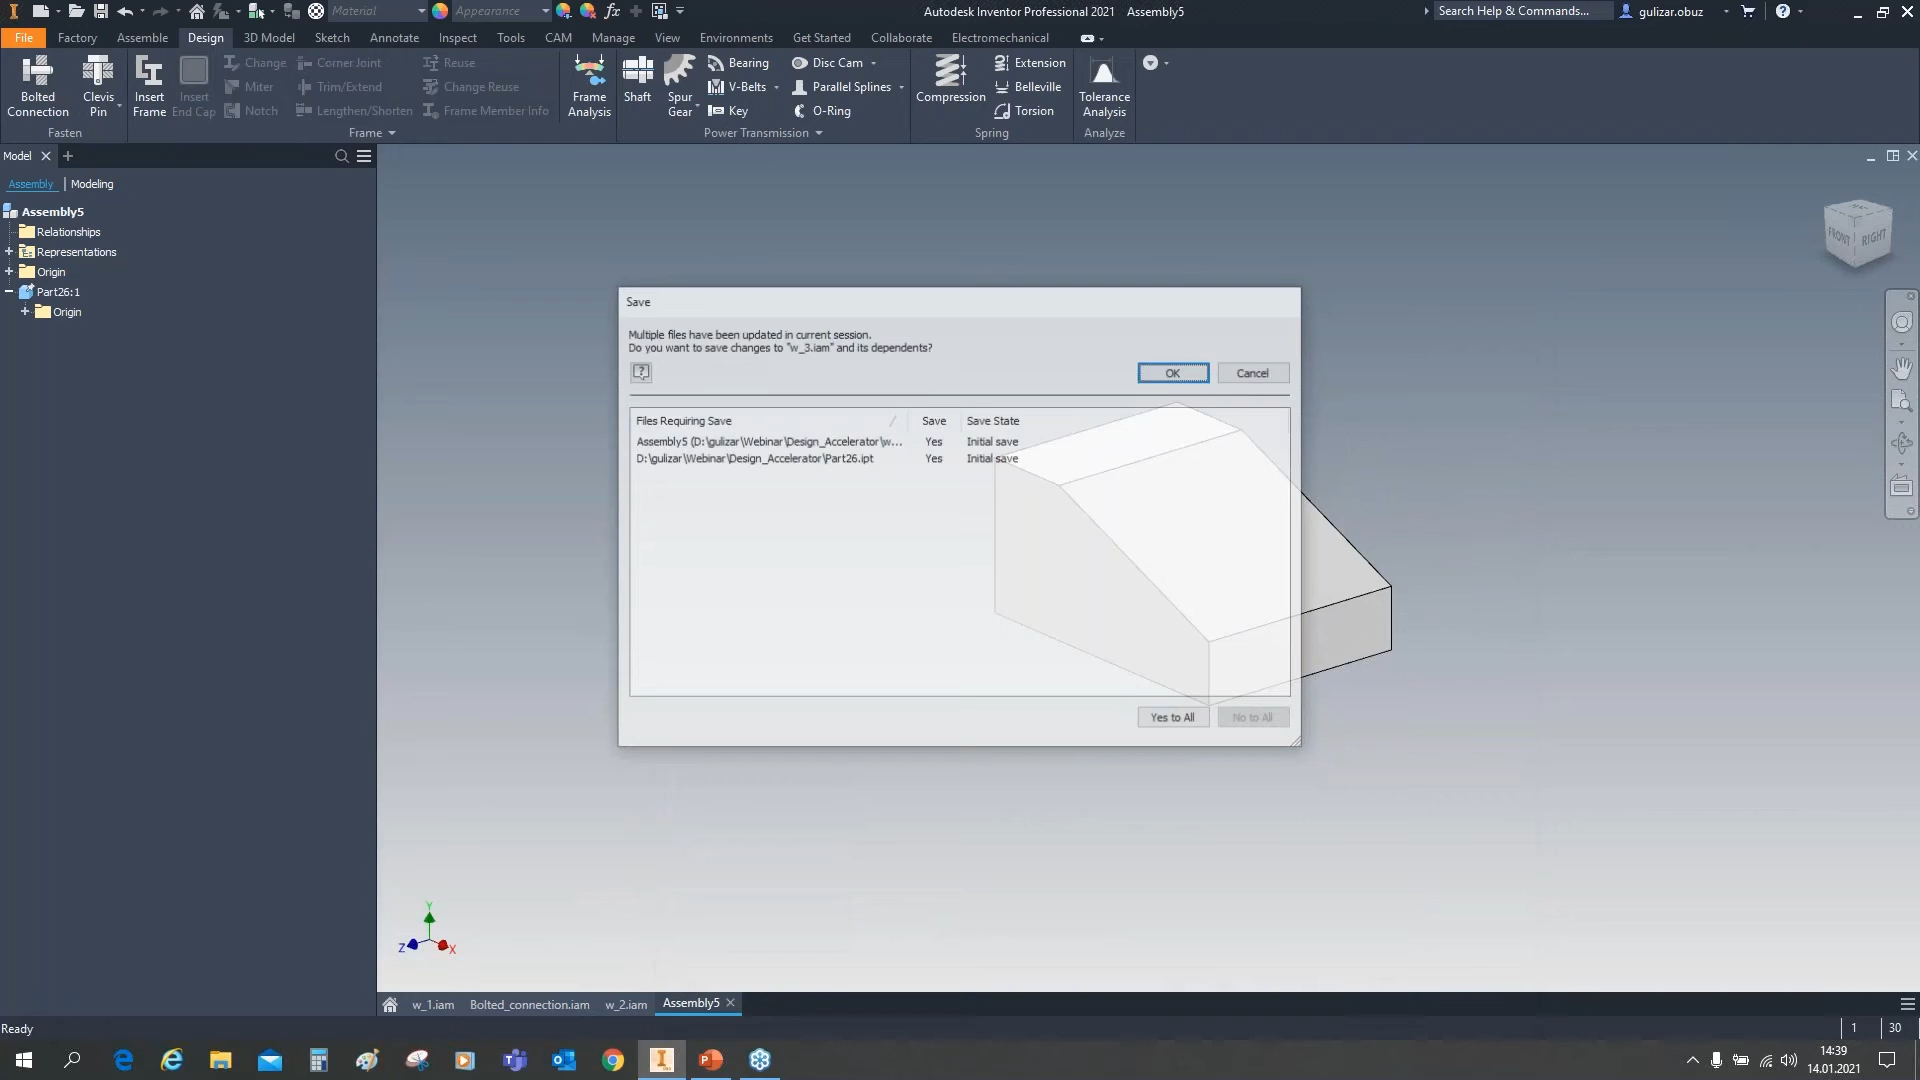 Material
Appearance
fx
Autodesk Inventor Professional 2021 Assembly5
Search Help & Commands...
gulizar.obuz
File Factory Assemble Design 3D Model Sketch Annotate Inspect Tools CAM Manage View Environments Get Started Collaborate Electromechanical
Bolted Connection
Clevis Pin
Fasten
Insert Frame
Insert End Cap
Change
Miter
Notch
Corner Joint
Trim/Extend
Lengthen/Shorten
Reuse
Change Reuse
Frame Member Info
Frame
Frame Analysis
Shaft
Spur Gear
Bearing
V-Belts
Key
Disc Cam
Parallel Splines
O-Ring
Power Transmission
Compression
Extension
Belleville
Torsion
Spring
Tolerance Analysis
Analyze
Model
Assembly | Modeling
Assembly5
Relationships
Representations
Origin
Part26:1
Origin
FRONT RIGHT
Save
Multiple files have been updated in current session.
Do you want to save changes to "w_3.iam" and its dependents?
OK Cancel
Files Requiring Save Save Save State
Assembly5 (D:\gulizar\Webinar\Design_Accelerator\w... Yes Initial save
D:\gulizar\Webinar\Design_Accelerator\Part26.ipt Yes Initial save
Yes to All No to All
Y
Z X
w_1.iam Bolted_connection.iam w_2.iam Assembly5
Ready
1 30
14:39
14.01.2021